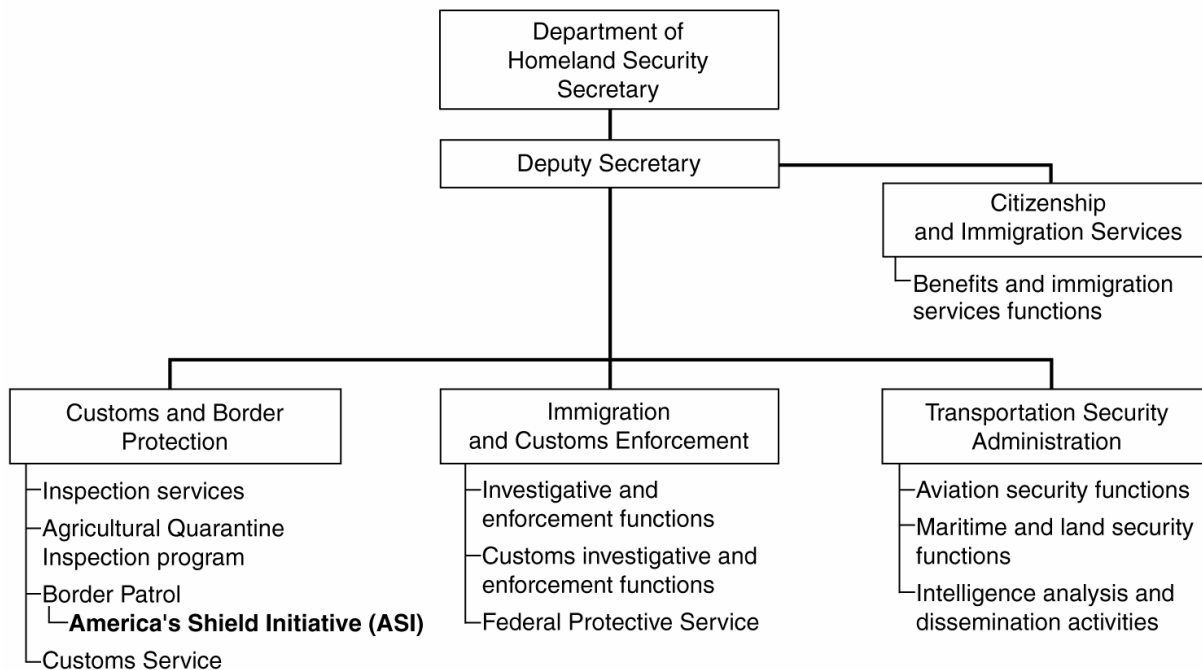 Department of
Homeland Security
Secretary
Deputy Secretary
Citizenship
and Immigration Services
Benefits and immigration
services functions
Customs and Border
Protection
Inspection services
Agricultural Quarantine
Inspection program
Border Patrol
America's Shield Initiative (ASI)
Customs Service
Immigration
and Customs Enforcement
Investigative and
enforcement functions
Customs investigative and
enforcement functions
Federal Protective Service
Transportation Security
Administration
Aviation security functions
Maritime and land security
functions
Intelligence analysis and
dissemination activities